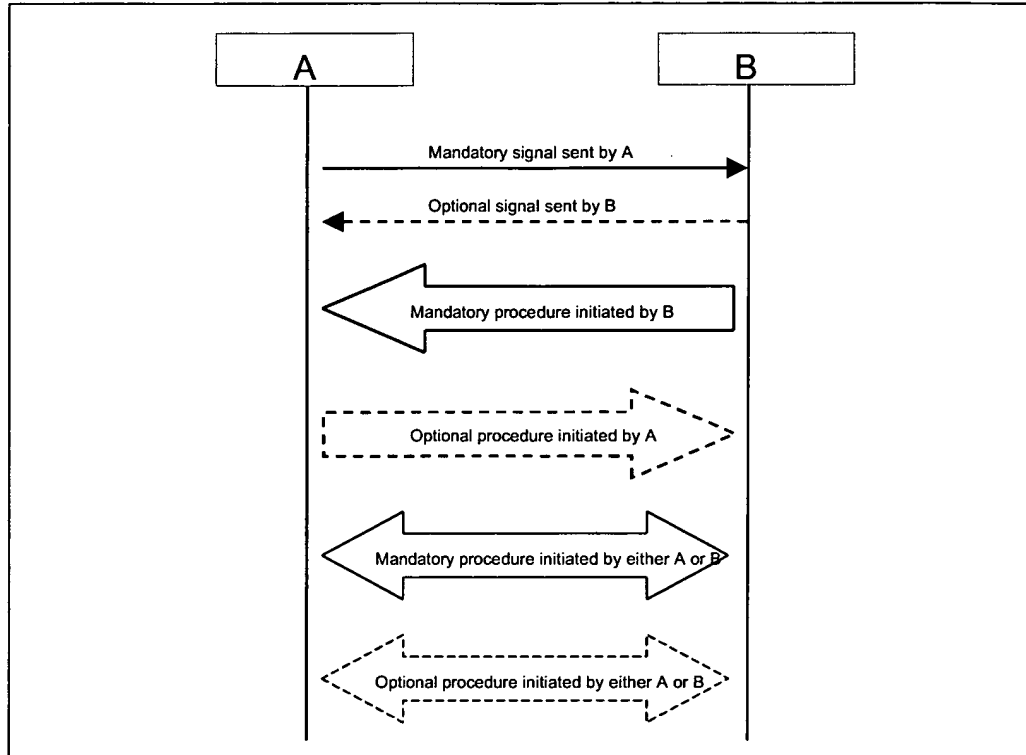 A
B
Mandatory signal sent by A
Optional signal sent by B
Mandatory procedure initiated by B
Optional procedure initiated by A
Mandatory procedure initiated by either A or B
Optional procedure initiated by either A or B